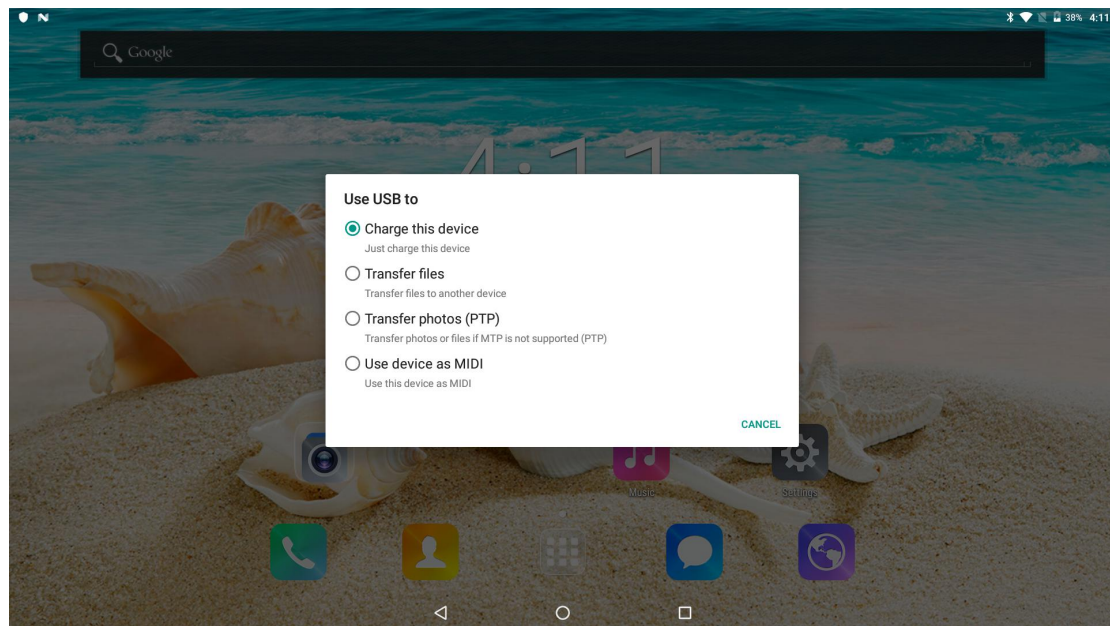 38% 4:11
Google
4:11
Use USB to
Charge this device
Just charge this device
Transfer files
Transfer files to another device
Transfer photos (PTP)
Transfer photos or files if MTP is not supported (PTP)
Use device as MIDI
Use this device as MIDI
CANCEL
Music
Settings